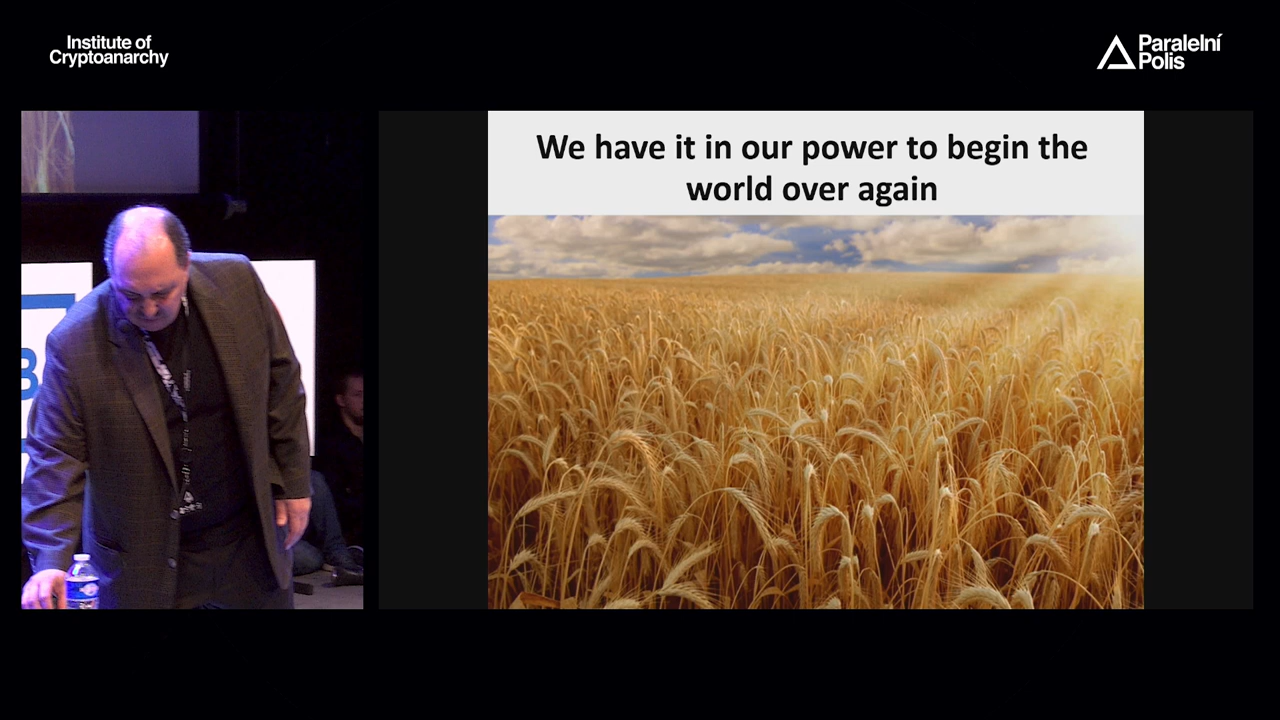 Institute of
Cryptoanarchy
Paralelní
Polis
We have it in our power to begin the
world over again
B